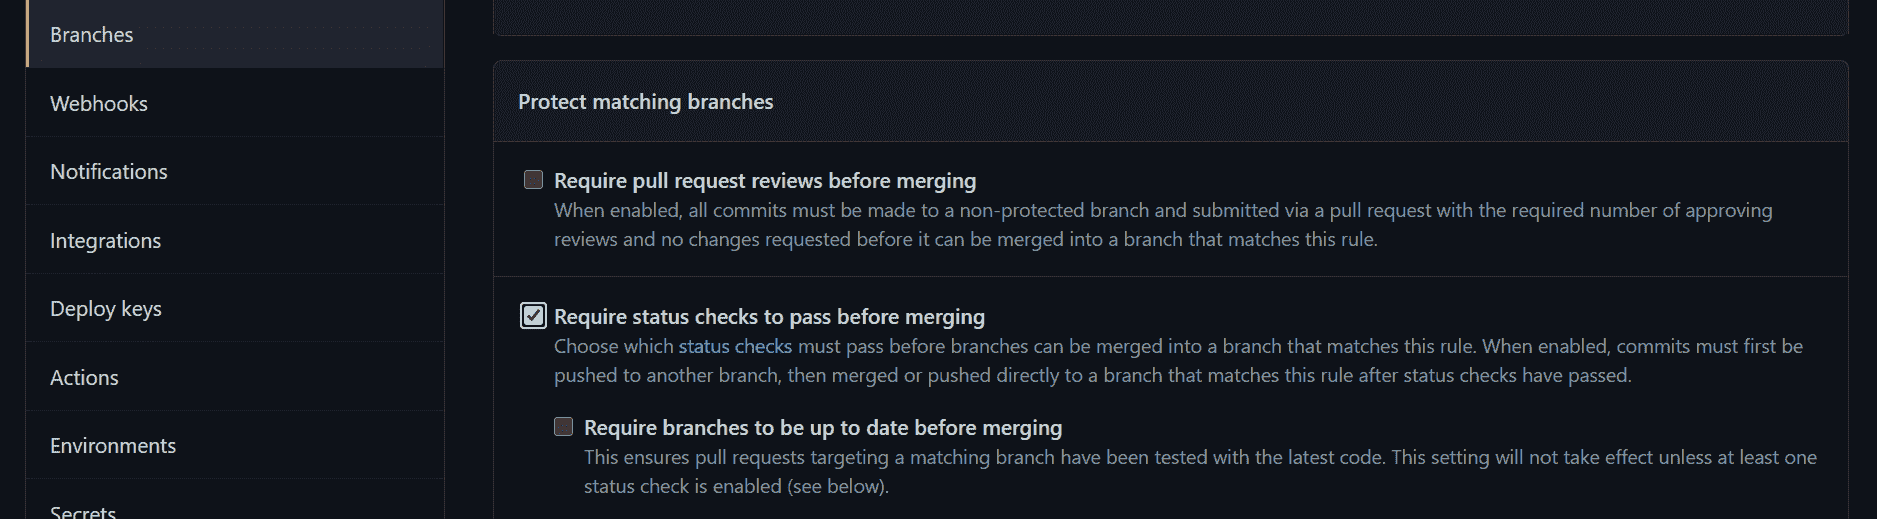 Branches
Webhooks
Notifications
Integrations
Deploy keys
Actions
Environments
Secrets
Protect matching branches
Require pull request reviews before merging
When enabled, all commits must be made to a non-protected branch and submitted via a pull request with the required number of approving
reviews and no changes requested before it can be merged into a branch that matches this rule.
Require status checks to pass before merging
Choose which status checks must pass before branches can be merged into a branch that matches this rule. When enabled, commits must first be
pushed to another branch, then merged or pushed directly to a branch that matches this rule after status checks have passed.
Require branches to be up to date before merging
This ensures pull requests targeting a matching branch have been tested with the latest code. This setting will not take effect unless at least one
status check is enabled (see below).